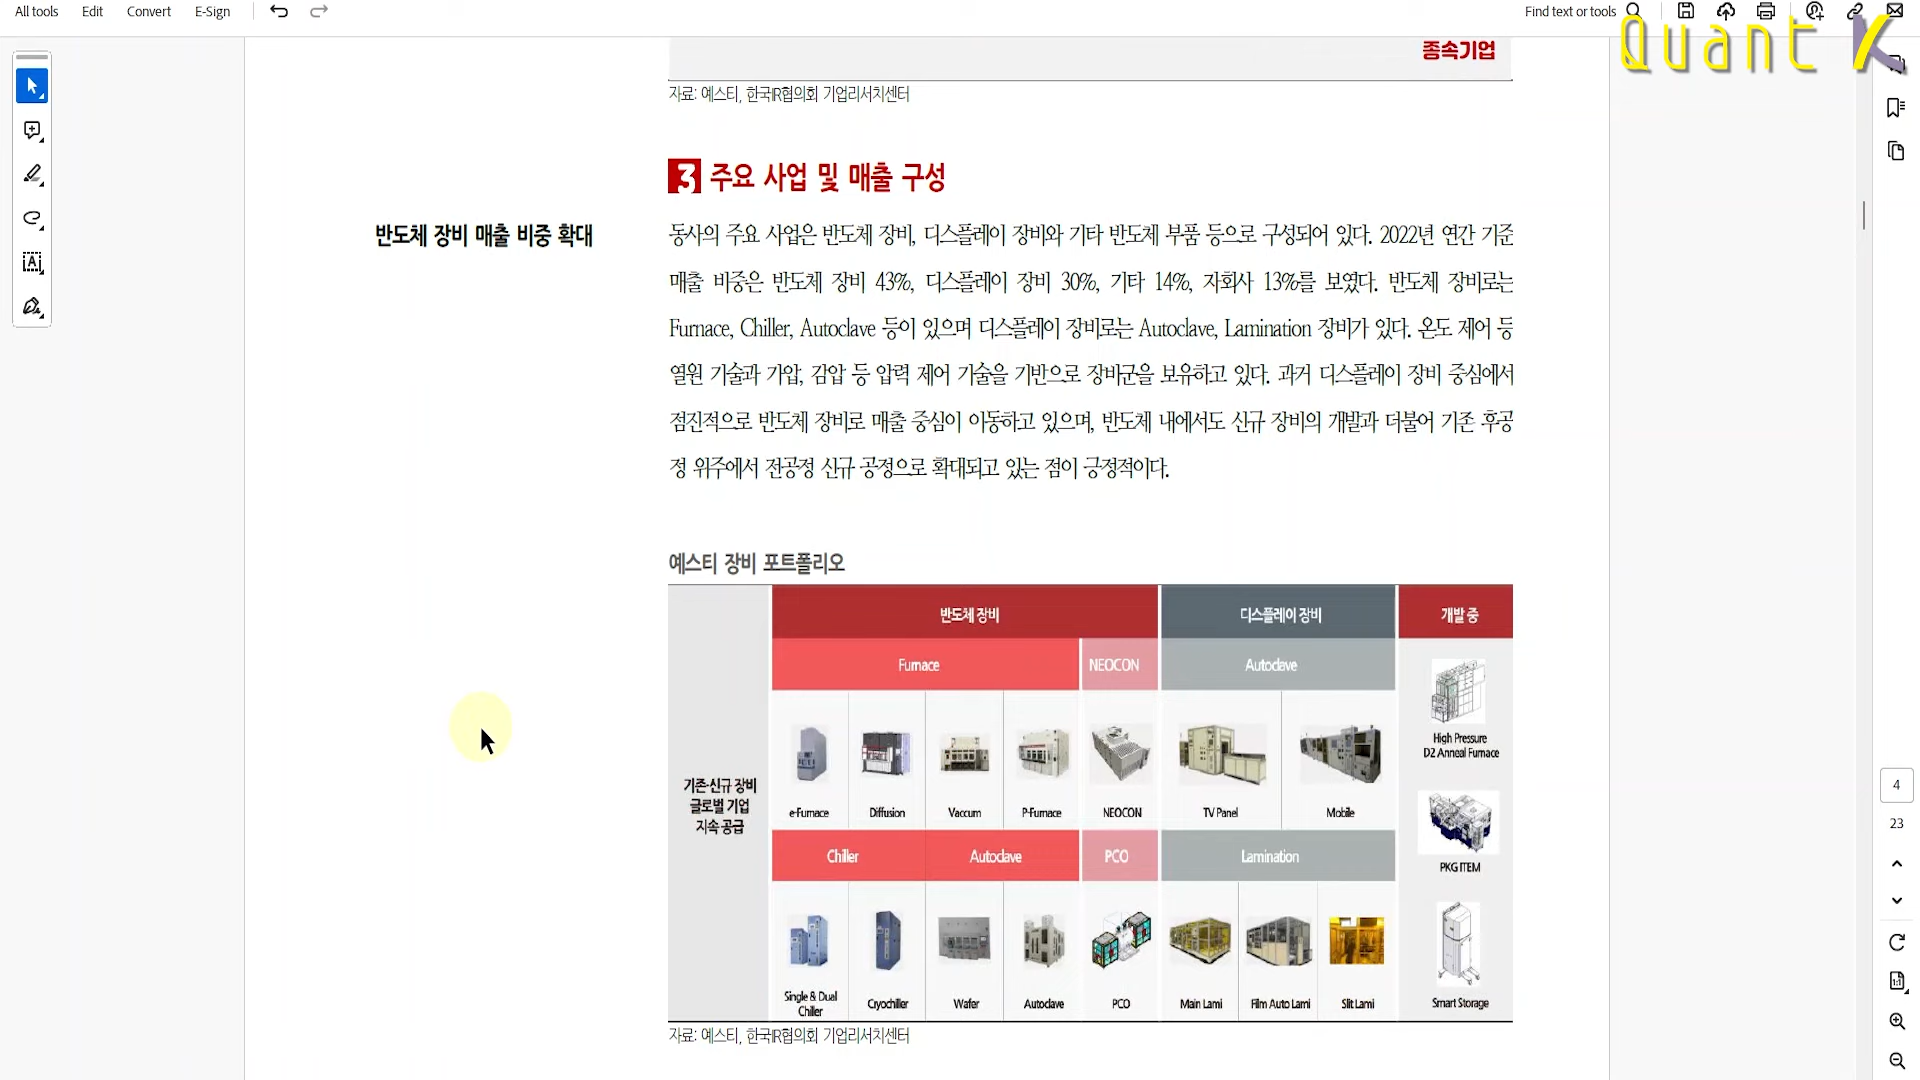 All tools Edit Convert E-Sign Find text or tools
Quant K
종속기업
자료: 예스티, 한국IR협의회 기업리서치센터
3 주요 사업 및 매출 구성
반도체 장비 매출 비중 확대
동사의 주요 사업은 반도체 장비, 디스플레이 장비와 기타 반도체 부품 등으로 구성되어 있다. 2022년 연간 기준
매출 비중은 반도체 장비 43%, 디스플레이 장비 30%, 기타 14%, 자회사 13%를 보였다. 반도체 장비로는
Furnace, Chiller, Autoclave 등이 있으며 디스플레이 장비로는 Autoclave, Lamination 장비가 있다. 온도 제어 등
열원 기술과 가압, 감압 등 압력 제어 기술을 기반으로 장비군을 보유하고 있다. 과거 디스플레이 장비 중심에서
점진적으로 반도체 장비로 매출 중심이 이동하고 있으며, 반도체 내에서도 신규 장비의 개발과 더불어 기존 후공
정 위주에서 전공정 신규 공정으로 확대되고 있는 점이 긍정적이다.
예스티 장비 포트폴리오
반도체 장비 디스플레이 장비 개발 중
Furnace NEOCON Autoclave
High Pressure
D2 Anneal Furnace
기존·신규 장비
글로벌 기업
지속 공급
e-Furnace Diffusion Vaccum P-Furnace NEOCON TV Panel Mobile
Chiller Autoclave PCO Lamination
PKG ITEM
Single & Dual
Chiller
Cryochiller Wafer Autoclave PCO Main Lami Film Auto Lami Slit Lami Smart Storage
자료: 예스티, 한국IR협의회 기업리서치센터
4
23